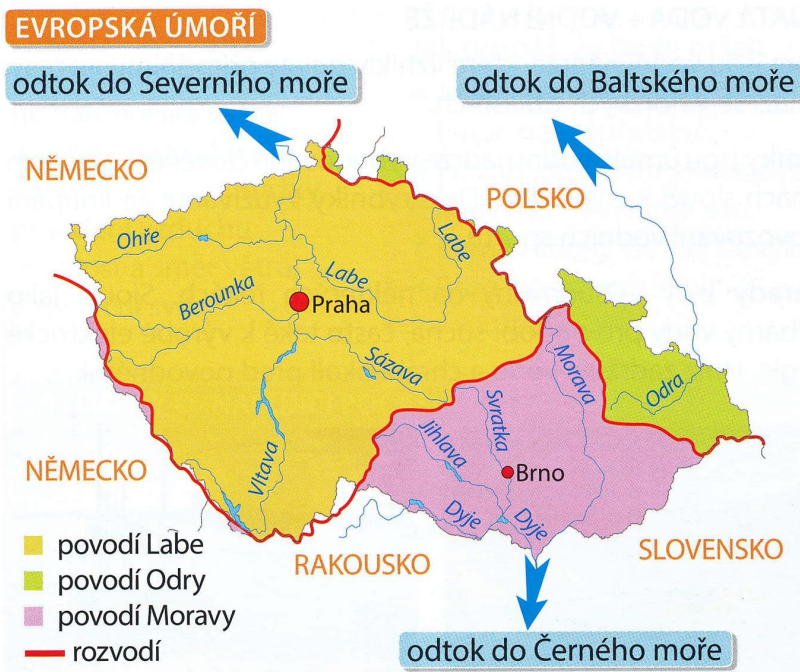 EVROPSKÁ ÚMOŘÍ
odtok do Severního moře
odtok do Baltského moře
NĚMECKO
POLSKO
Ohře
Labe
Labe
Berounka
Praha
Sázava
Morava
Odra
Svratka
Jihlava
Vltava
Brno
NĚMECKO
Dyje
Dyje
RAKOUSKO
SLOVENSKO
povodí Labe
povodí Odry
povodí Moravy
rozvodí
odtok do Černého moře